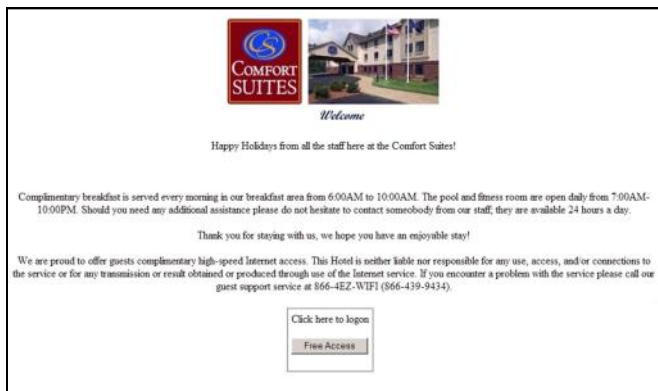 COMFORT
SUITES
Welcome
Happy Holidays from all the staff here at the Comfort Suites!
Complimentary breakfast is served every morning in our breakfast area from 6:00AM to 10:00AM. The pool and fitness room are open daily from 7:00AM-
10:00PM. Should you need any additional assistance please do not hesitate to contact someobody from our staff; they are available 24 hours a day.
Thank you for staying with us, we hope you have an enjoyable stay!
We are proud to offer guests complimentary high-speed Internet access. This Hotel is neither liable nor responsible for any use, access, and/or connections to
the service or for any transmission or result obtained or produced through use of the Internet service. If you encounter a problem with the service please call our
guest support service at 866-4EZ-WIFI (866-439-9434).
Click here to logon
Free Access